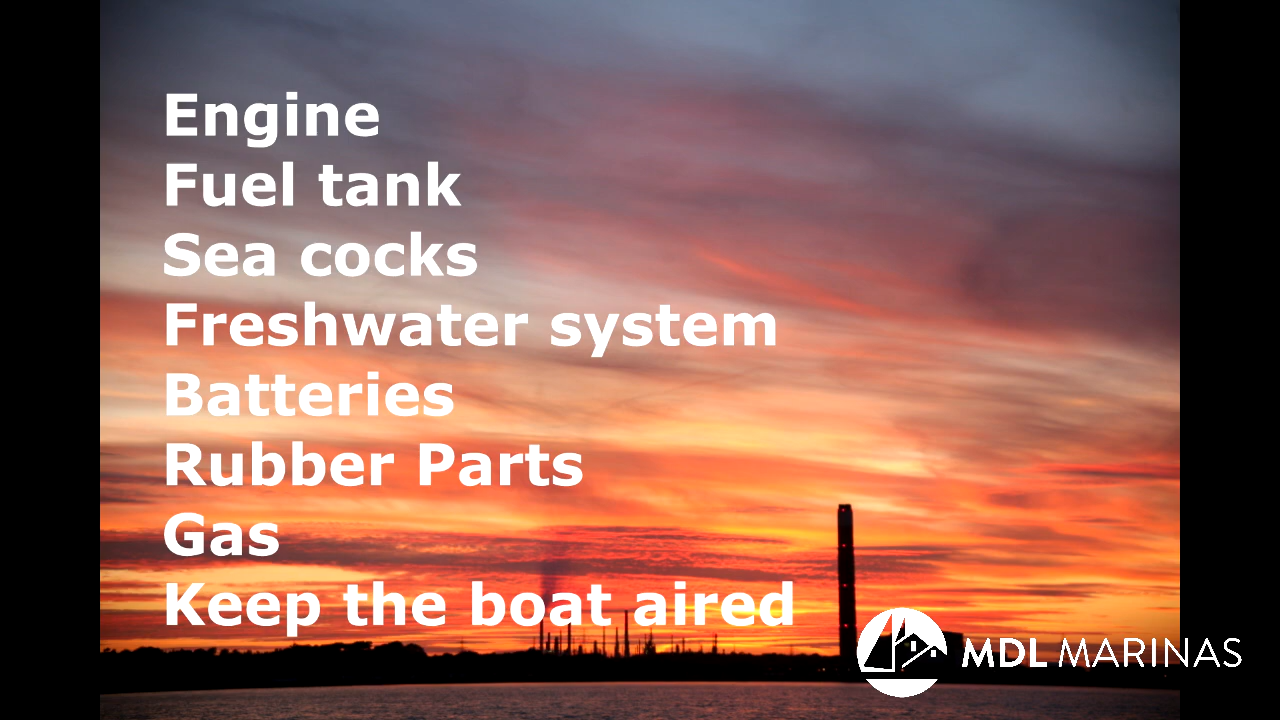 Engine
Fuel tank
Sea cocks
Freshwater system
Batteries
Rubber Parts
Gas
Keep the boat aired
MDL MARINAS